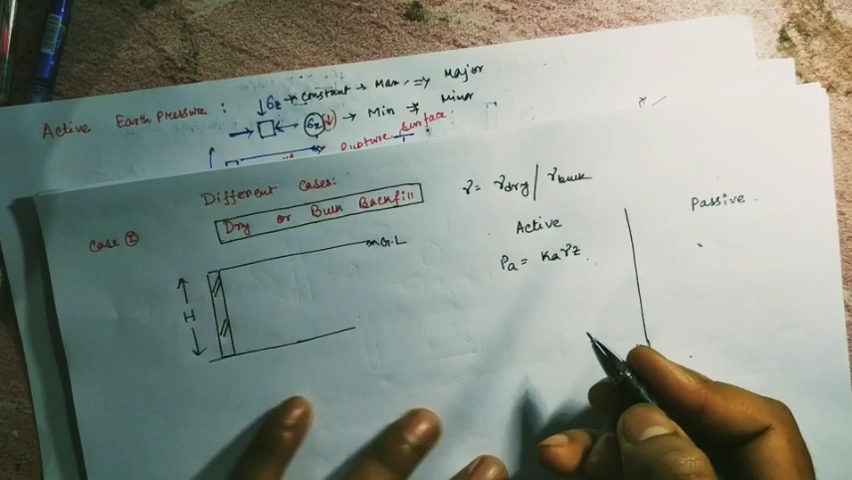 Active Earth Pressure :
↓σz → constant → Max. ⇒ Major
σx ↓ → Min ⇒ Minor
Rupture surface
Different Cases:
Case ①
Dry or Bulk Backfill
γ = γdry / γbulk
G.L
H
Active
Pa = Kaγz
Passive.